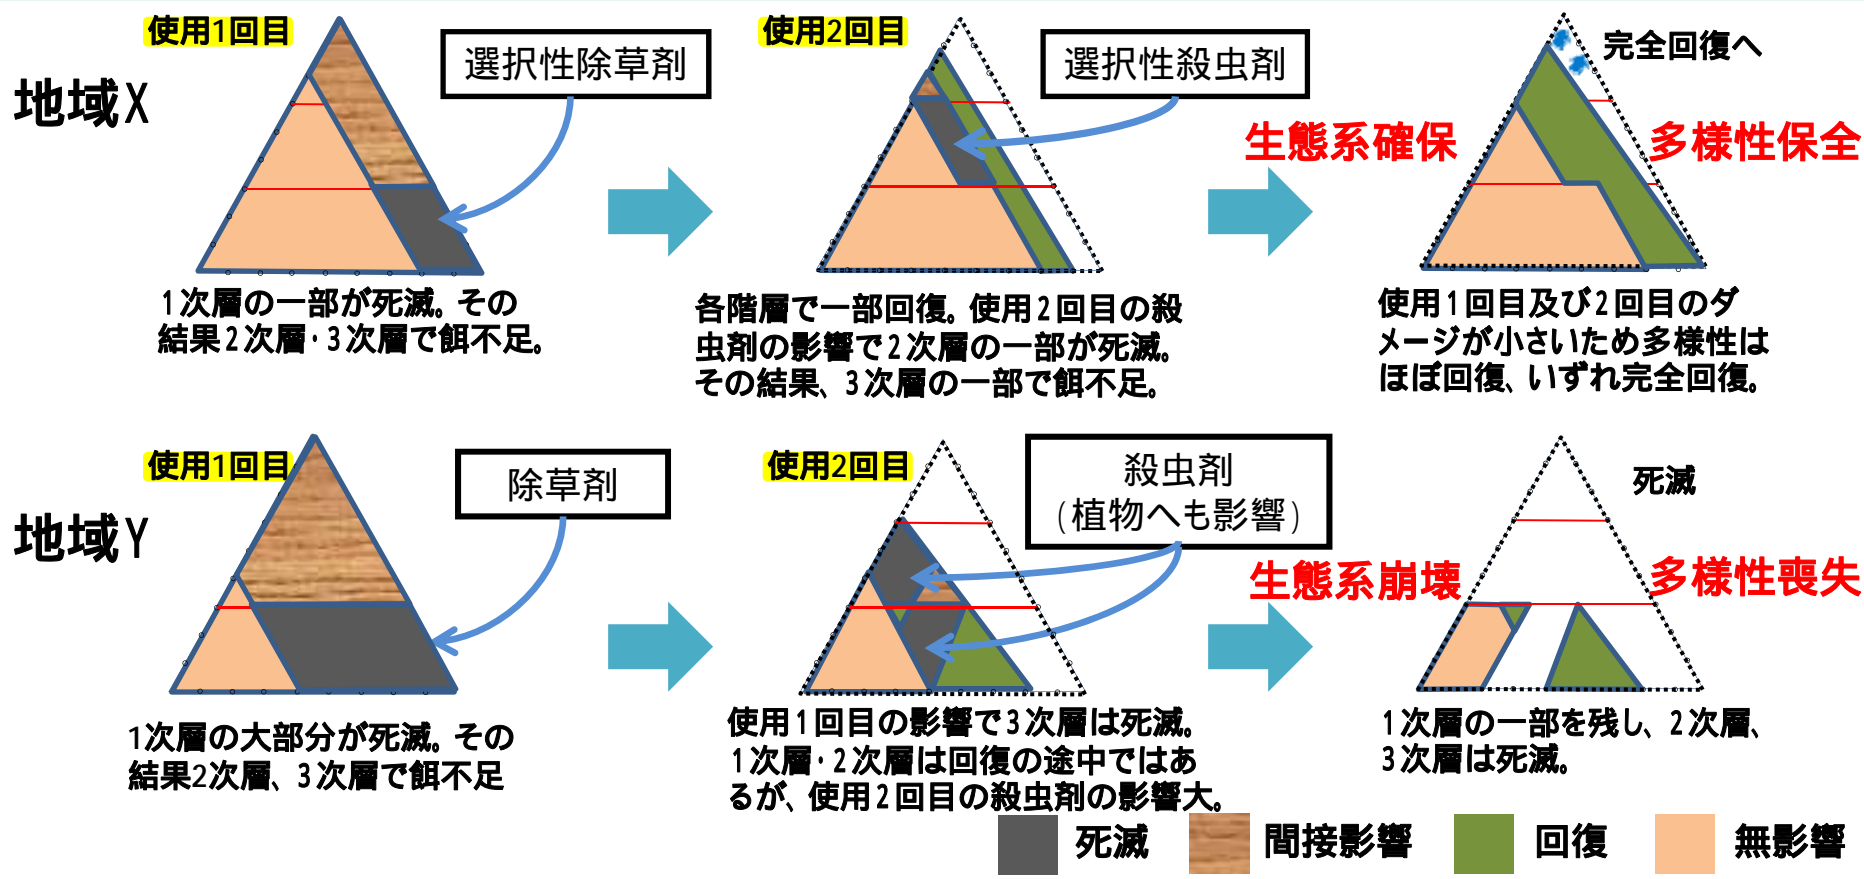 使用1回目
選択性除草剤
使用2回目
選択性殺虫剤
完全回復へ
地域X
生態系確保
多様性保全
1次層の一部が死滅。その
結果2次層・3次層で餌不足。
各階層で一部回復。使用2回目の殺
虫剤の影響で2次層の一部が死滅。
その結果、3次層の一部で餌不足。
使用1回目及び2回目のダ
メージが小さいため多様性は
ほぼ回復、いずれ完全回復。
使用1回目
除草剤
使用2回目
殺虫剤
(植物へも影響)
死滅
地域Y
生態系崩壊
多様性喪失
1次層の大部分が死滅。その
結果2次層、3次層で餌不足
使用1回目の影響で3次層は死滅。
1次層・2次層は回復の途中ではあ
るが、使用2回目の殺虫剤の影響大。
1次層の一部を残し、2次層、
3次層は死滅。
死滅
間接影響
回復
無影響